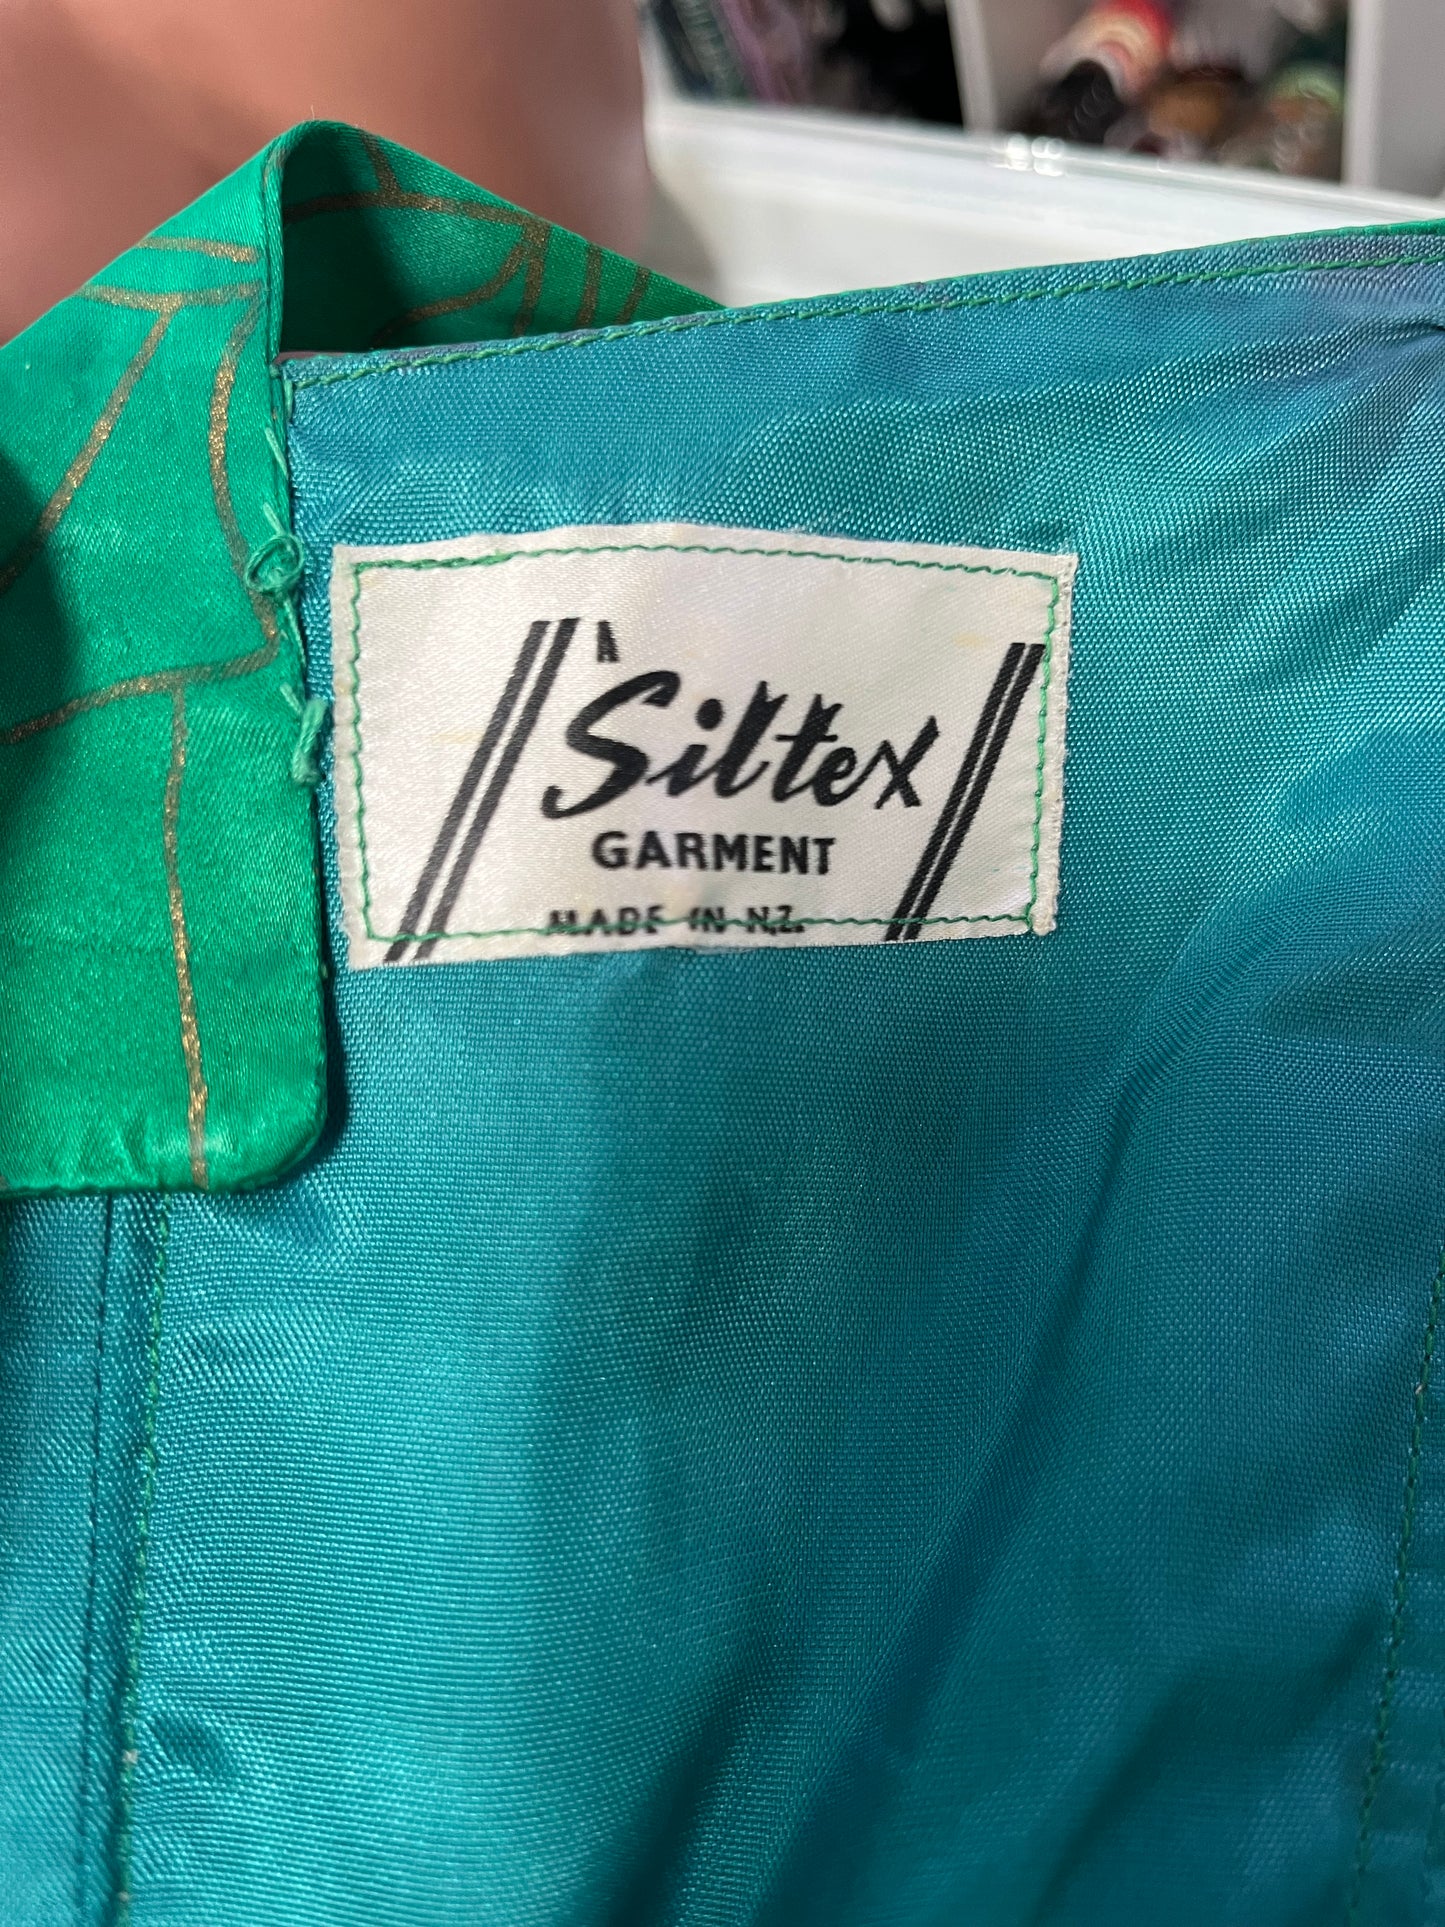 A
Siltex
GARMENT
MADE IN N.Z.